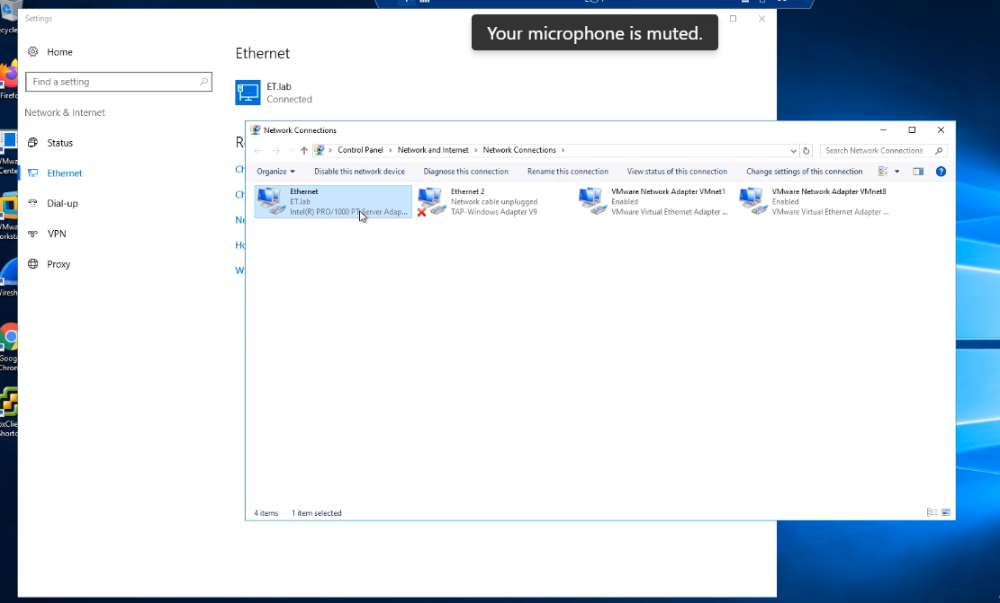 Settings
Your microphone is muted.
Home
Ethernet
Find a setting
ET.lab
Connected
Network & Internet
Status
Ethernet
Dial-up
VPN
Proxy
Network Connections
Control Panel > Network and Internet > Network Connections >
Search Network Connections
Organize
Disable this network device
Diagnose this connection
Rename this connection
View status of this connection
Change settings of this connection
Ethernet
ET.lab
Intel(R) PRO/1000 PT Server Adap...
Ethernet 2
Network cable unplugged
TAP-Windows Adapter V9
VMware Network Adapter VMnet1
Enabled
VMware Virtual Ethernet Adapter ...
VMware Network Adapter VMnet8
Enabled
VMware Virtual Ethernet Adapter ...
4 items
1 item selected